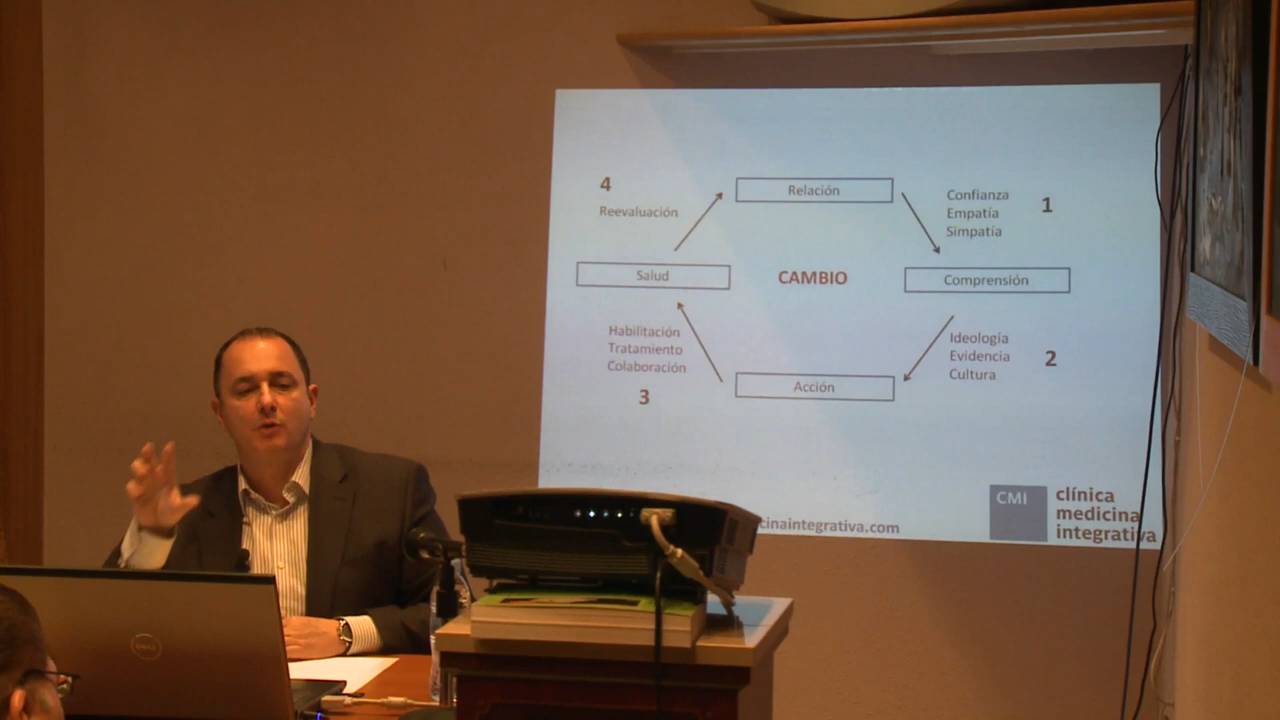 4
Reevaluación
Relación
Confianza
Empatía
Simpatía
1
Salud
CAMBIO
Comprensión
Habilitación
Tratamiento
Colaboración
3
Acción
Ideología
Evidencia
Cultura
2
cinaintegrativa.com
CMI
clínica
medicina
integrativa
DELL